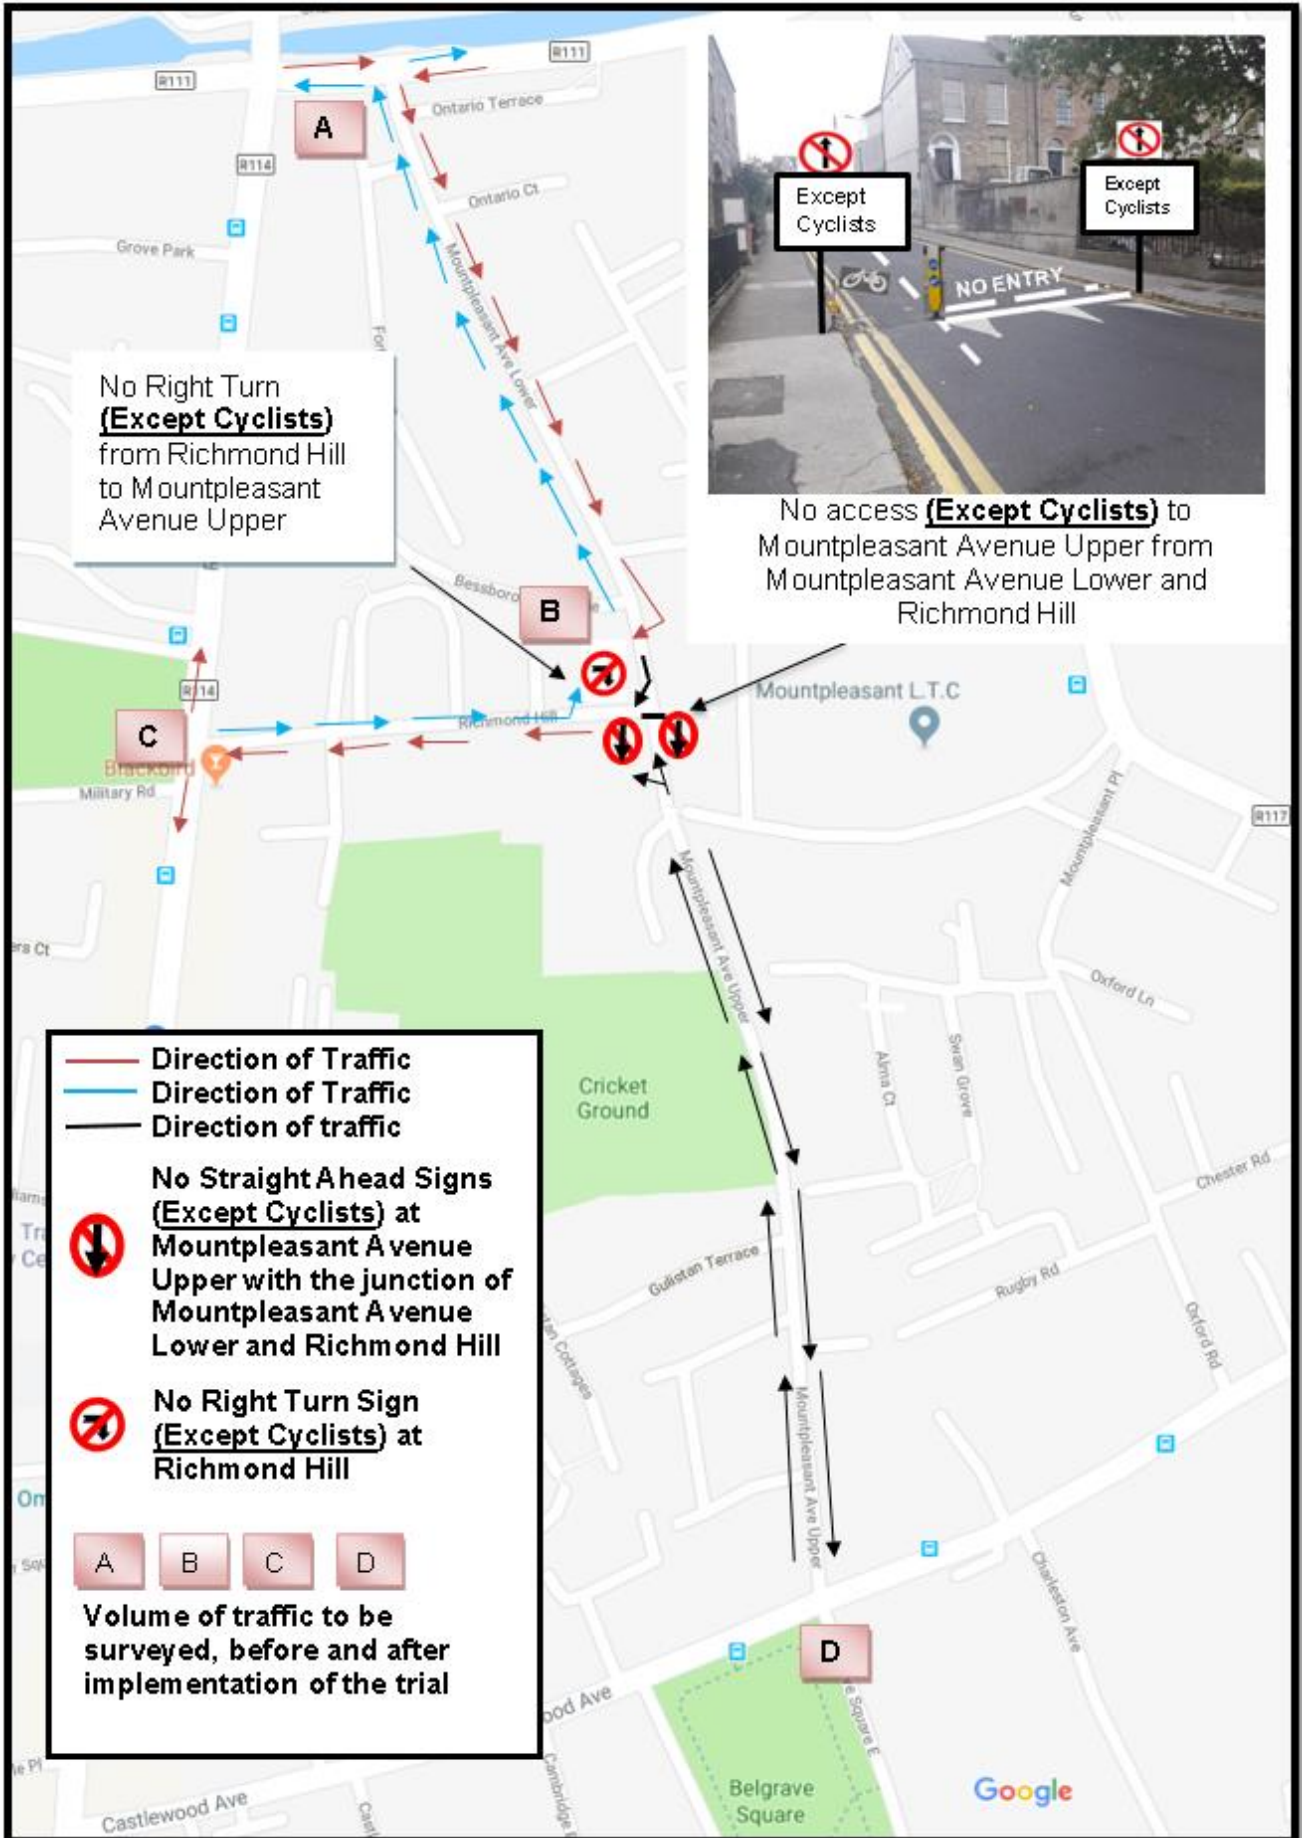 R111
R111
A
Ontario Terrace
R114
Ontario Ct
Grove Park
Mountpleasant Ave Lower
Except
Cyclists
Except
Cyclists
NO ENTRY
No Right Turn
(Except Cyclists)
from Richmond Hill
to Mountpleasant
Avenue Upper
No access (Except Cyclists) to
Mountpleasant Avenue Upper from
Mountpleasant Avenue Lower and
Richmond Hill
B
R114
Mountpleasant L.T.C
C
Richmond Hill
Blackbird
Military Rd
R117
Mountpleasant Pl
Mountpleasant Ave Upper
Oxford Ln
Alma Ct
Swan Grove
Cricket
Ground
Chester Rd
Gulistan Terrace
Rugby Rd
Oxford Rd
Mountpleasant Ave Upper
Charleston Ave
Direction of Traffic
Direction of Traffic
Direction of traffic
No Straight Ahead Signs
(Except Cyclists) at
Mountpleasant Avenue
Upper with the junction of
Mountpleasant Avenue
Lower and Richmond Hill
No Right Turn Sign
(Except Cyclists) at
Richmond Hill
A B C D
Volume of traffic to be
surveyed, before and after
implementation of the trial
D
Belgrave
Square
Castlewood Ave
Google